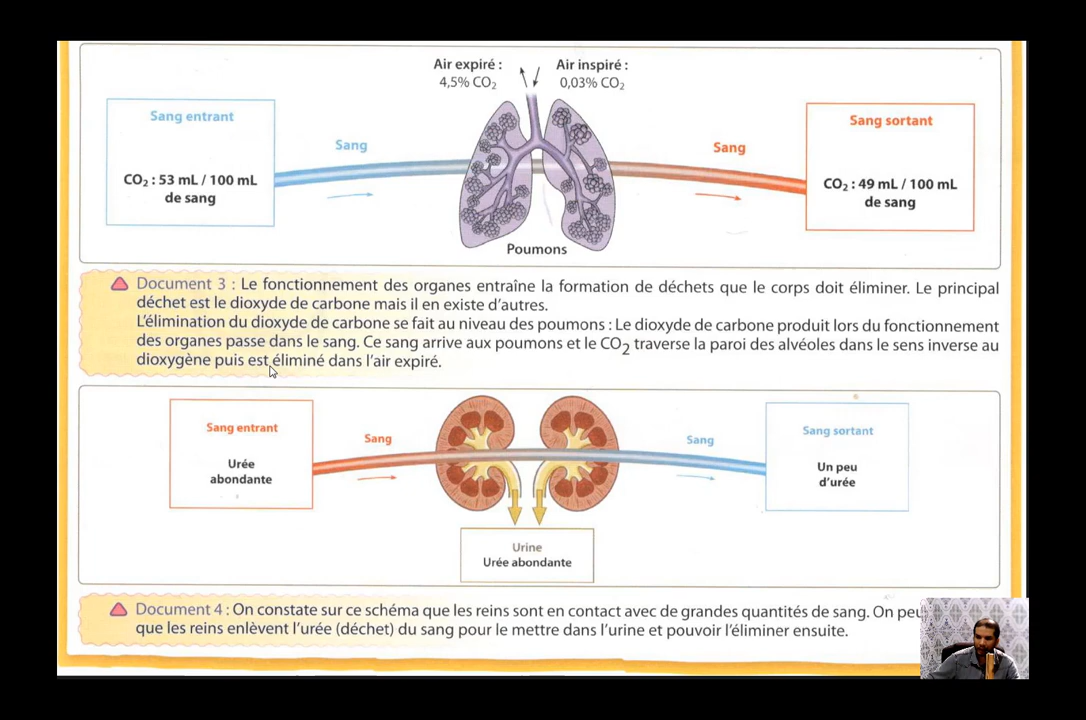 Air expiré : Air inspiré :
4,5% CO₂ 0,03% CO₂
Sang entrant
CO₂ : 53 mL / 100 mL
de sang
Sang
Sang
Sang sortant
CO₂ : 49 mL / 100 mL
de sang
Poumons
Document 3 : Le fonctionnement des organes entraîne la formation de déchets que le corps doit éliminer. Le principal
déchet est le dioxyde de carbone mais il en existe d'autres.
L'élimination du dioxyde de carbone se fait au niveau des poumons : Le dioxyde de carbone produit lors du fonctionnement
des organes passe dans le sang. Ce sang arrive aux poumons et le CO₂ traverse la paroi des alvéoles dans le sens inverse au
dioxygène puis est éliminé dans l'air expiré.
Sang entrant
Urée
abondante
Sang
Sang
Sang sortant
Un peu
d'urée
Urine
Urée abondante
Document 4 : On constate sur ce schéma que les reins sont en contact avec de grandes quantités de sang. On peu
que les reins enlèvent l'urée (déchet) du sang pour le mettre dans l'urine et pouvoir l'éliminer ensuite.